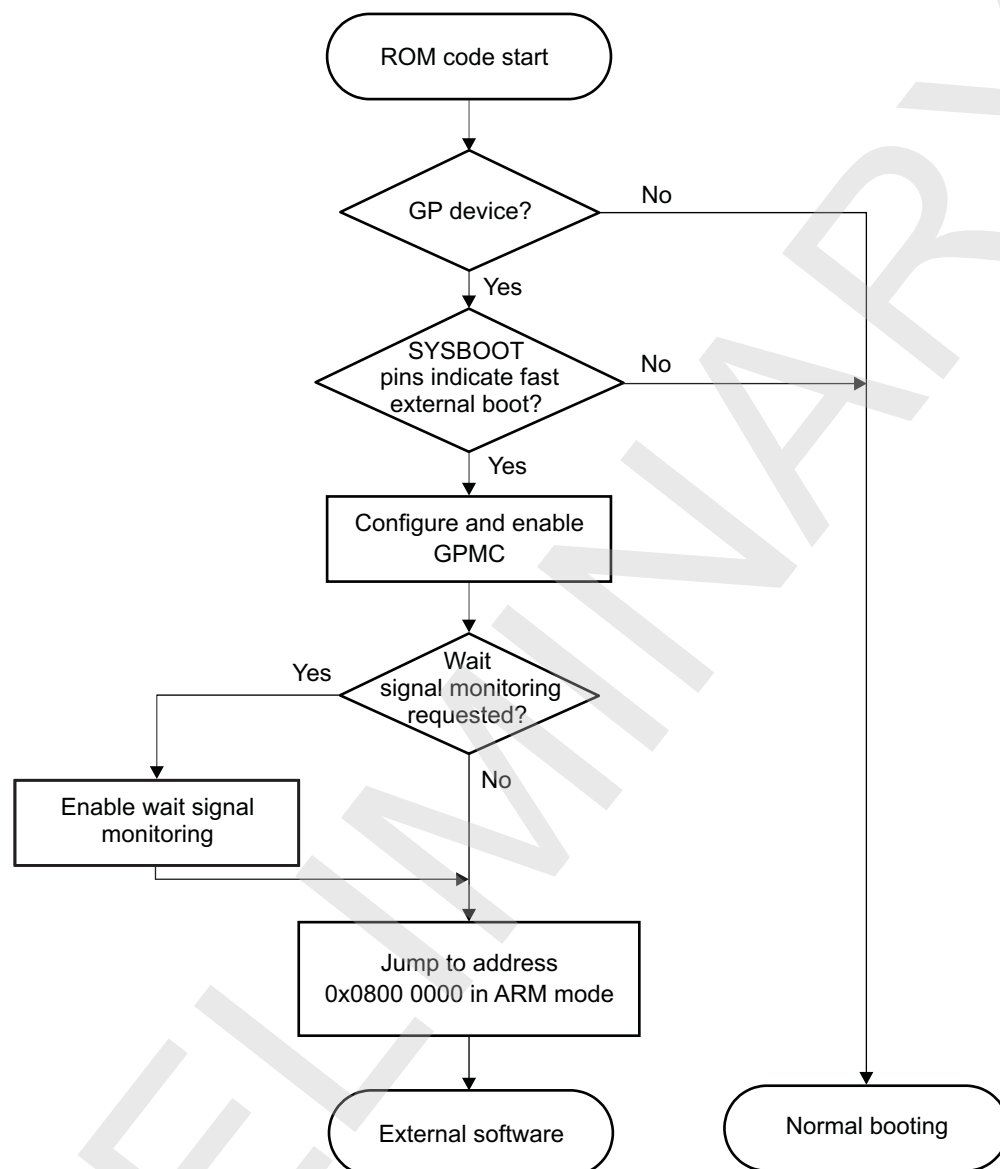 ROM code start
GP device?
No
Yes
SYSBOOT
pins indicate fast
external boot?
No
Yes
Configure and enable
GPMC
Wait
signal monitoring
requested?
Yes
No
Enable wait signal
monitoring
Jump to address
0x0800 0000 in ARM mode
External software
Normal booting
ELIMINARY